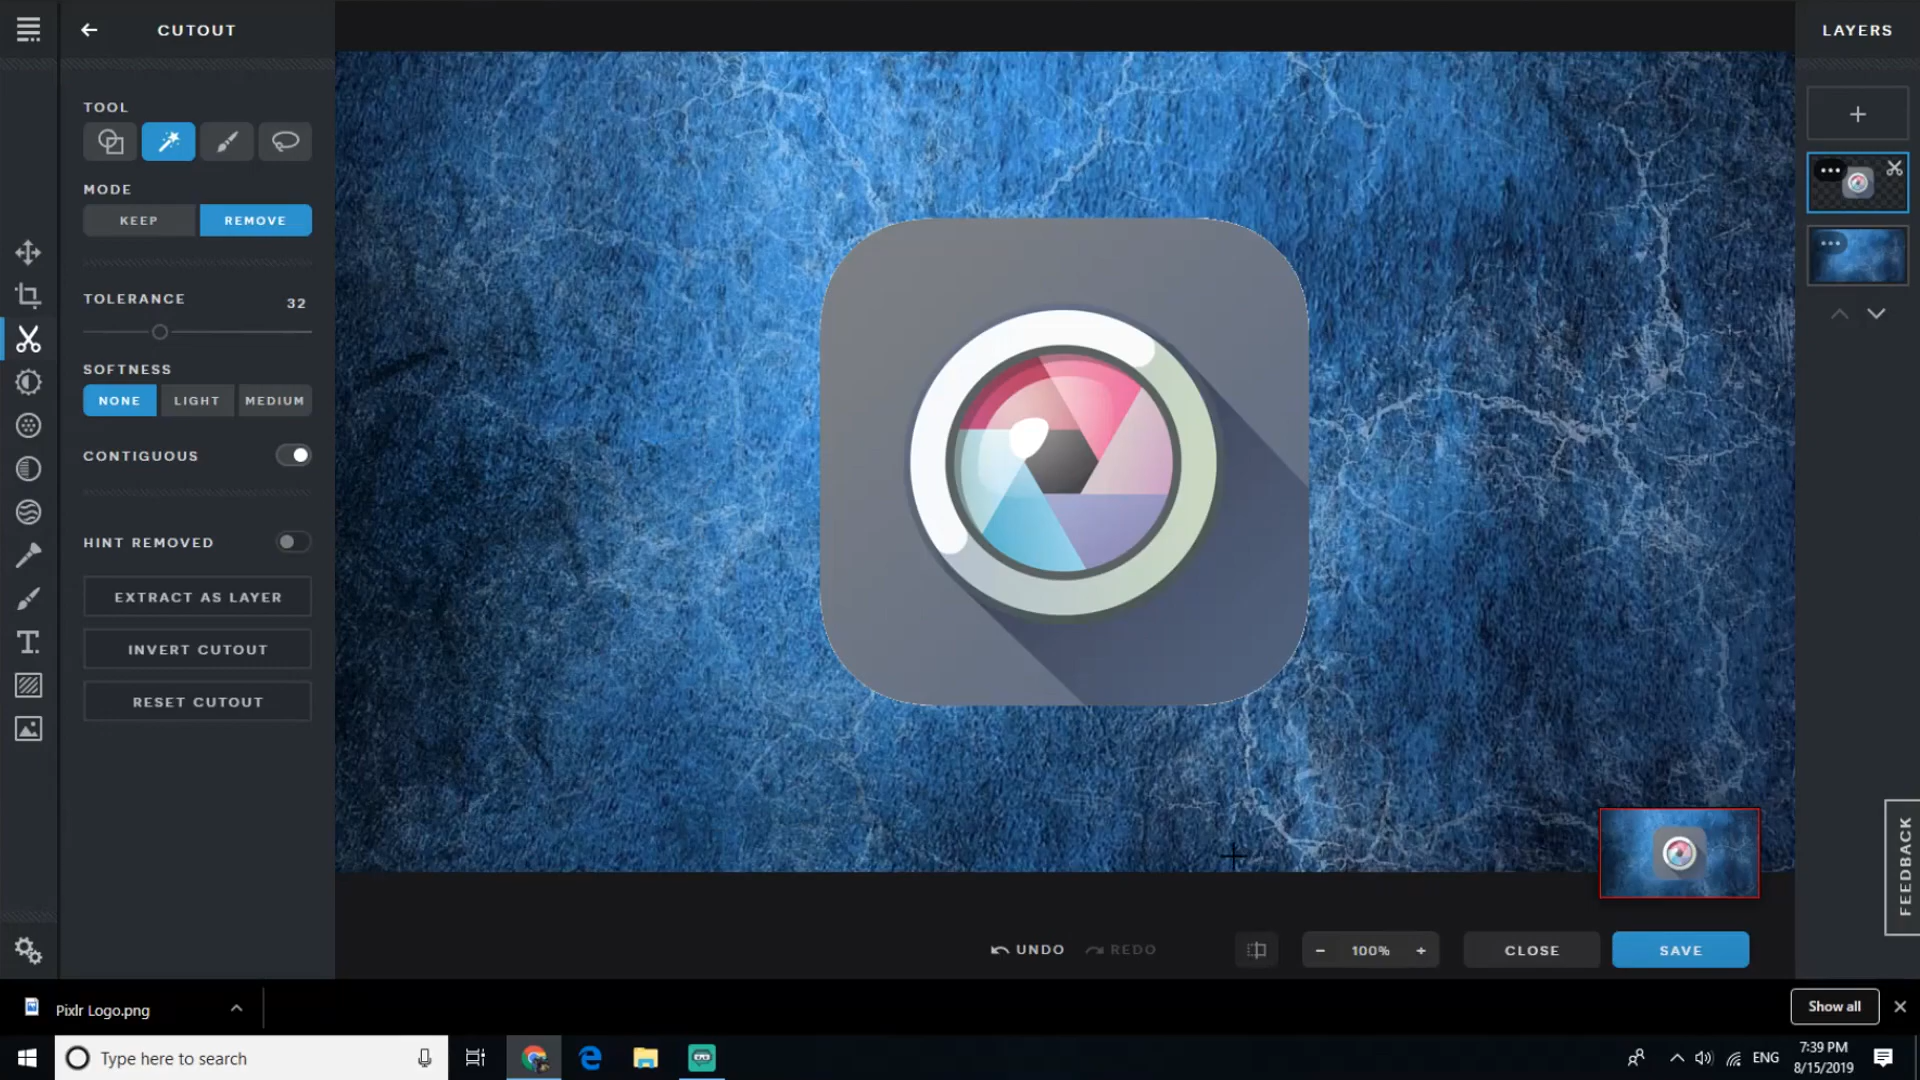 CUTOUT
TOOL
MODE
KEEP
REMOVE
TOLERANCE
32
SOFTNESS
NONE
LIGHT
MEDIUM
CONTIGUOUS
HINT REMOVED
EXTRACT AS LAYER
INVERT CUTOUT
RESET CUTOUT
T.
LAYERS
FEEDBACK
UNDO
REDO
100%
CLOSE
SAVE
Pixlr Logo.png
Show all
Type here to search
ENG
7:39 PM
8/15/2019